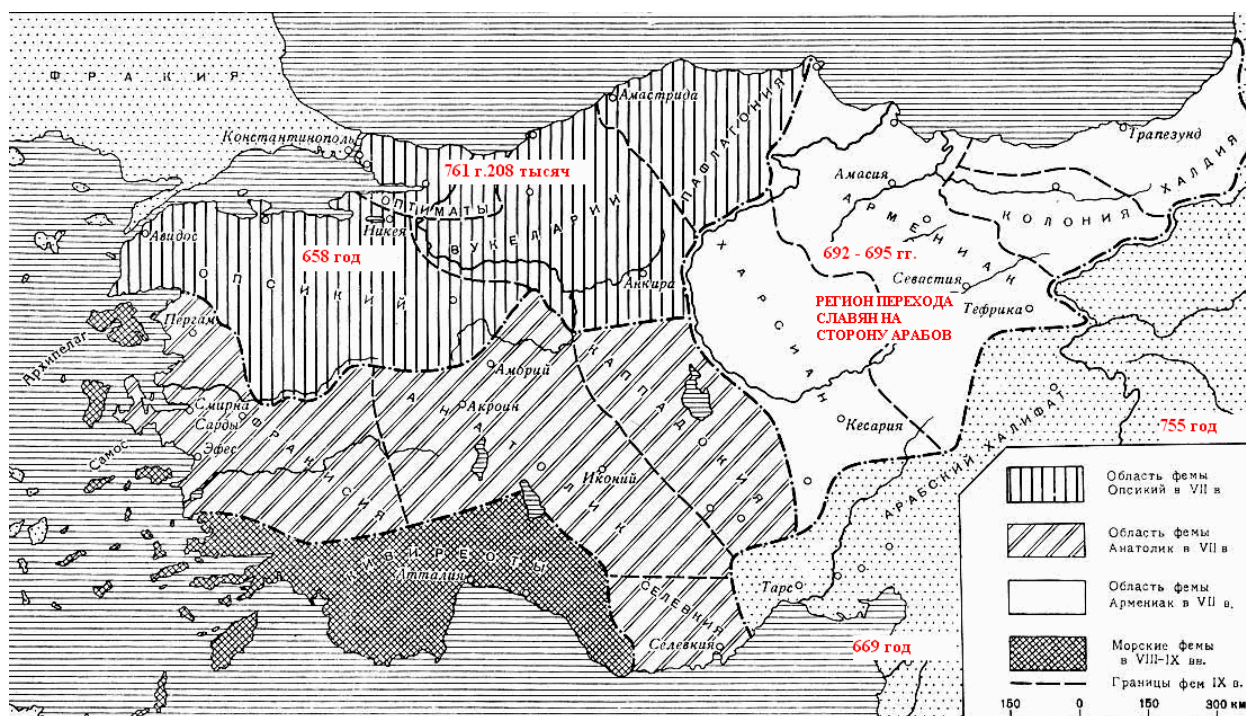 ФРАКИЯ
Константинополь
Амастрида
Трапезунд
761 г.208 тысяч
ПАФЛАГОНИЯ
Амасия
ХАЛДИЯ
ОПТИМАТЫ
Никея
ВУКЕЛАРИИ
АРМЕНИАК
КОЛОНИЯ
Авидос
658 год
692 - 695 гг.
ОПСИКИЙ
Анкира
ХАРСИАН
Севастия
Тефрика
РЕГИОН ПЕРЕХОДА
СЛАВЯН НА
СТОРОНУ АРАБОВ
Пергам
Архипелаг
Аморий
КАППАДОКИЯ
Смирна
Сарды
Акроин
Эфес
Самос
ФРАКИСИЯ
АНАТОЛИК
Иконий
Кесария
755 год
АРАБСКИЙ ХАЛИФАТ
КИВИРЕОТЫ
Атталия
СЕЛЕВКИЯ
Селевкия
Тарс
669 год
Область фемы
Опсикий в VII в
Область фемы
Анатолик в VII в
Область фемы
Армениак в VII в.
Морские фемы
в VIII-IX вв.
Границы фем IX в.
150 0 150 300 км